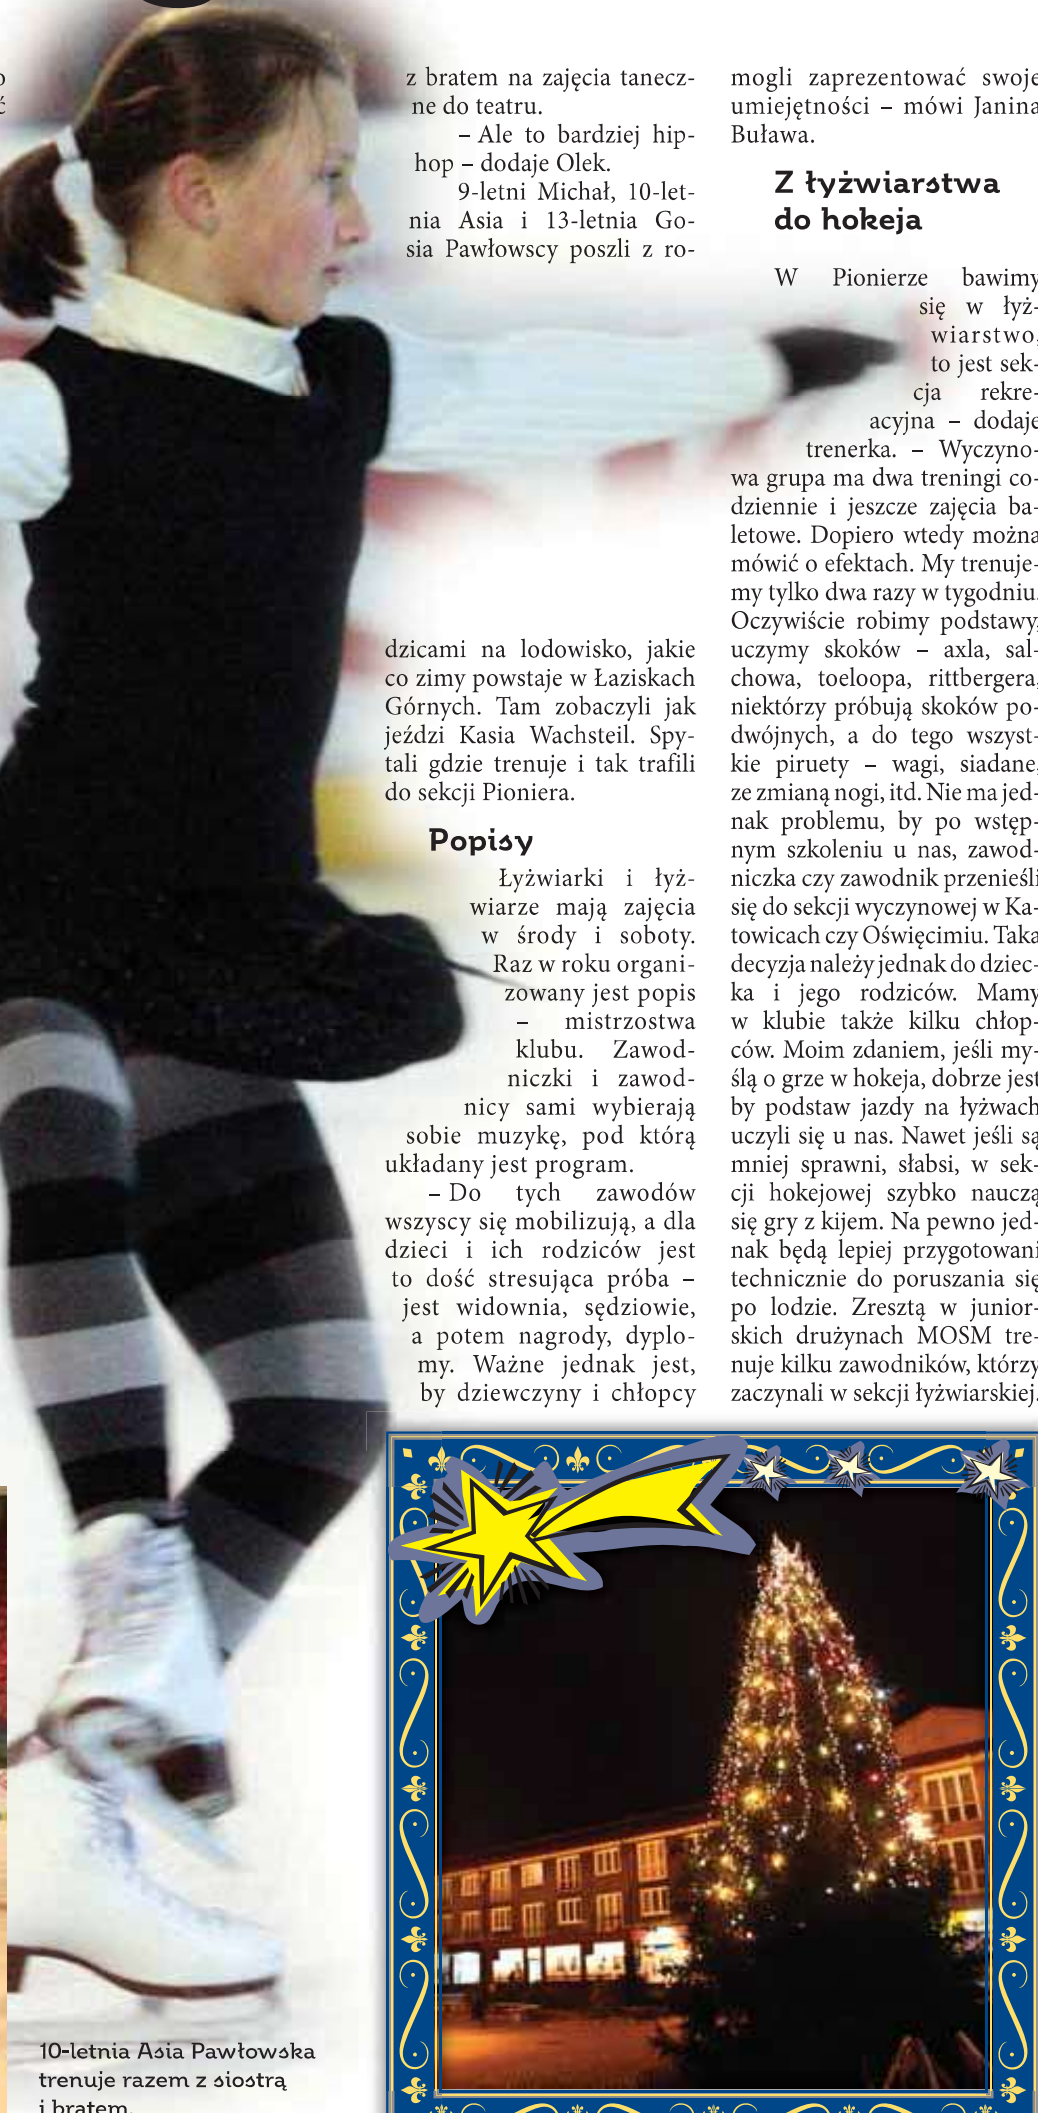 z bratem na zajęcia tanecz-
ne do teatru.
– Ale to bardziej hip-
hop – dodaje Olek.
9-letni Michał, 10-let-
nia Asia i 13-letnia Go-
sia Pawłowscy poszli z ro-
dzicami na lodowisko, jakie
co zimy powstaje w Łaziskach
Górnych. Tam zobaczyli jak
jeździ Kasia Wachsteil. Spy-
tali gdzie trenuje i tak trafili
do sekcji Pioniera.
Popisy
Łyżwiarki i łyż-
wiarze mają zajęcia
w środy i soboty.
Raz w roku organi-
zowany jest popis
– mistrzostwa
klubu. Zawod-
niczki i zawod-
nicy sami wybierają
sobie muzykę, pod którą
układany jest program.
– Do tych zawodów
wszyscy się mobilizują, a dla
dzieci i ich rodziców jest
to dość stresująca próba –
jest widownia, sędziowie,
a potem nagrody, dyplo-
my. Ważne jednak jest,
by dziewczyny i chłopcy
mogli zaprezentować swoje
umiejętności – mówi Janina
Buława.
Z łyżwiarstwa
do hokeja
W Pionierze bawimy
się w łyż-
wiarstwo,
to jest sek-
cja rekre-
acyjna – dodaje
trenerka. – Wyczyno-
wa grupa ma dwa treningi co-
dziennie i jeszcze zajęcia ba-
letowe. Dopiero wtedy można
mówić o efektach. My trenuje-
my tylko dwa razy w tygodniu.
Oczywiście robimy podstawy,
uczymy skoków – axla, sal-
chowa, toeloopa, rittbergera,
niektórzy próbują skoków po-
dwójnych, a do tego wszyst-
kie piruety – wagi, siadane,
ze zmianą nogi, itd. Nie ma jed-
nak problemu, by po wstęp-
nym szkoleniu u nas, zawod-
niczka czy zawodnik przenieśli
się do sekcji wyczynowej w Ka-
towicach czy Oświęcimiu. Taka
decyzja należy jednak do dziec-
ka i jego rodziców. Mamy
w klubie także kilku chłop-
ców. Moim zdaniem, jeśli my-
ślą o grze w hokeja, dobrze jest
by podstaw jazdy na łyżwach
uczyli się u nas. Nawet jeśli są
mniej sprawni, słabsi, w sek-
cji hokejowej szybko nauczą
się gry z kijem. Na pewno jed-
nak będą lepiej przygotowani
technicznie do poruszania się
po lodzie. Zresztą w junior-
skich drużynach MOSM tre-
nuje kilku zawodników, którzy
zaczynali w sekcji łyżwiarskiej.
10-letnia Asia Pawłowska
trenuje razem z siostrą
i bratem.